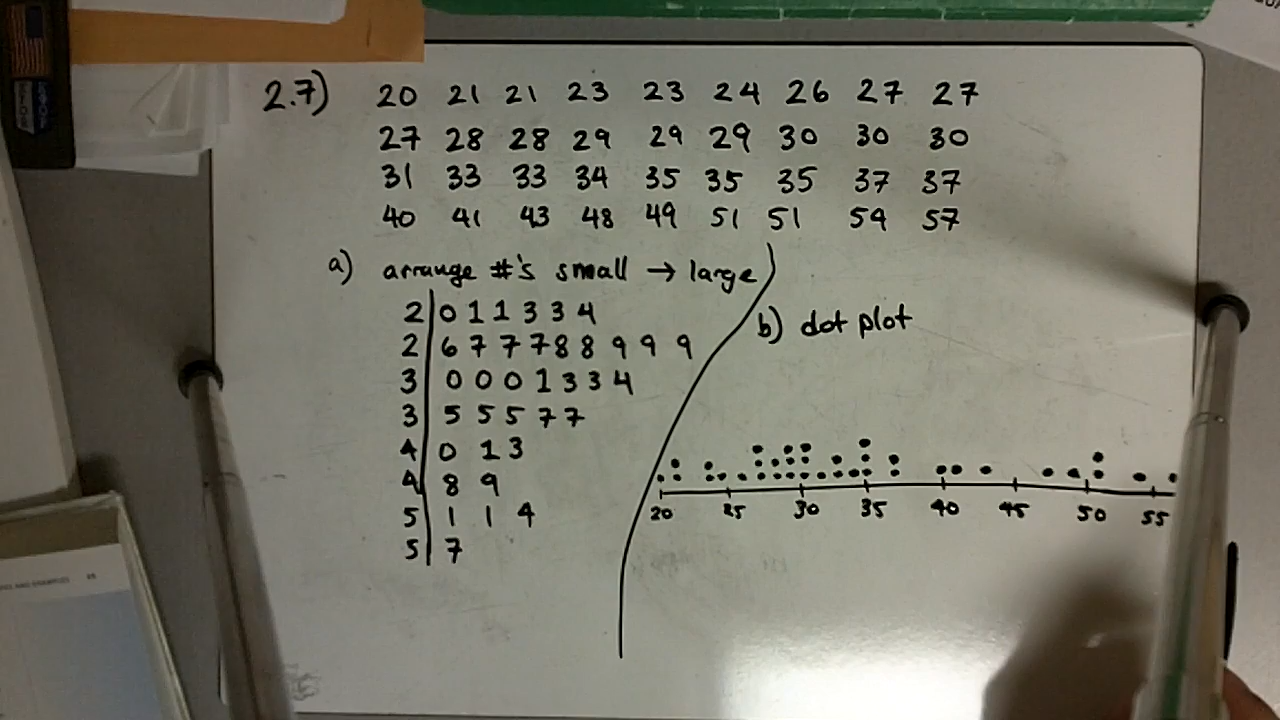 2.7) 20 21 21 23 23 24 26 27 27
27 28 28 29 29 29 30 30 30
31 33 33 34 35 35 35 37 37
40 41 43 48 49 51 51 54 57
a) arrange #'s small → large
2|0 1 1 3 3 4
2|6 7 7 7 8 8 9 9 9
3|0 0 0 1 3 3 4
3|5 5 5 7 7
4|0 1 3
4|8 9
5|1 1 4
5|7
b) dot plot
20 25 30 35 40 45 50 55